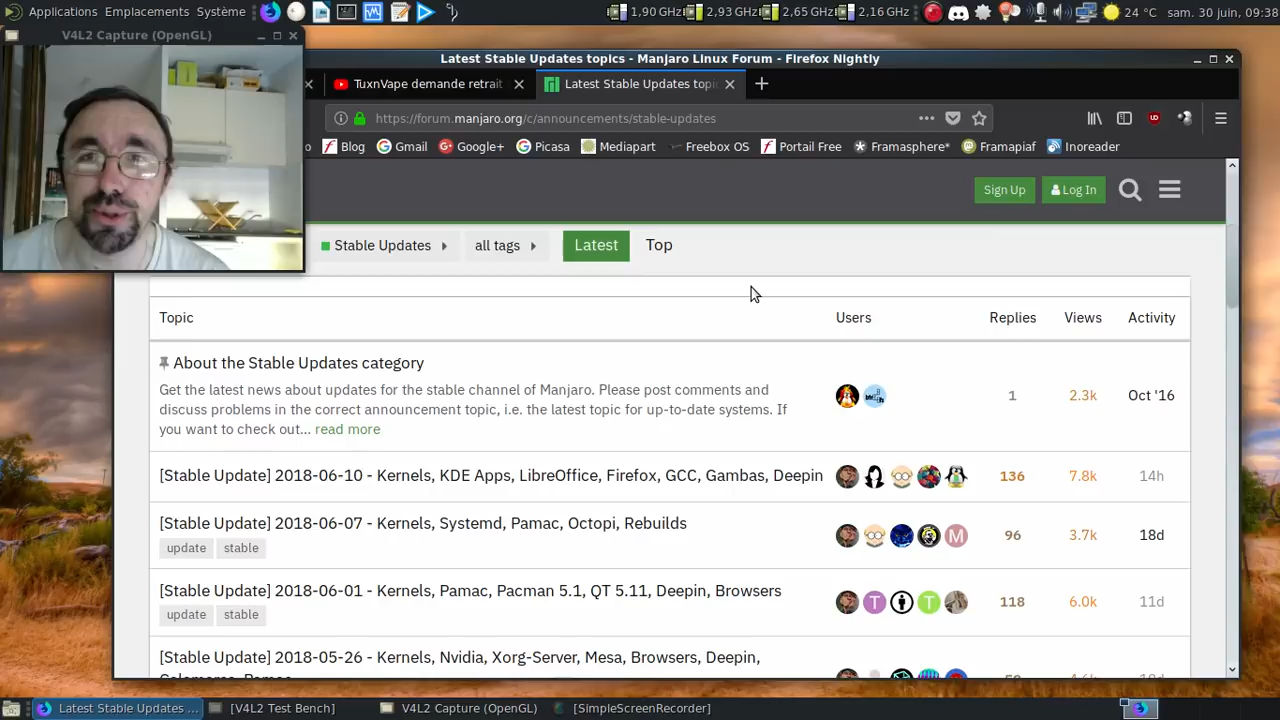 Applications Emplacements Système 1,90 GHz 2,93 GHz 2,65 GHz 2,16 GHz 24 °C sam. 30 juin, 09:38
V4L2 Capture (OpenGL)
Latest Stable Updates topics - Manjaro Linux Forum - Firefox Nightly
TuxnVape demande retrait Latest Stable Updates topic
https://forum.manjaro.org/c/announcements/stable-updates
Blog Gmail Google+ Picasa Mediapart Freebox OS Portail Free Framasphere* Framapiaf Inoreader
Sign Up Log In
Stable Updates all tags Latest Top
Topic Users Replies Views Activity
About the Stable Updates category
Get the latest news about updates for the stable channel of Manjaro. Please post comments and
discuss problems in the correct announcement topic, i.e. the latest topic for up-to-date systems. If
you want to check out... read more
1 2.3k Oct '16
[Stable Update] 2018-06-10 - Kernels, KDE Apps, LibreOffice, Firefox, GCC, Gambas, Deepin 136 7.8k 14h
[Stable Update] 2018-06-07 - Kernels, Systemd, Pamac, Octopi, Rebuilds
update stable M 96 3.7k 18d
[Stable Update] 2018-06-01 - Kernels, Pamac, Pacman 5.1, QT 5.11, Deepin, Browsers
update stable T T 118 6.0k 11d
[Stable Update] 2018-05-26 - Kernels, Nvidia, Xorg-Server, Mesa, Browsers, Deepin,
Latest Stable Updates ... [V4L2 Test Bench] V4L2 Capture (OpenGL) [SimpleScreenRecorder]